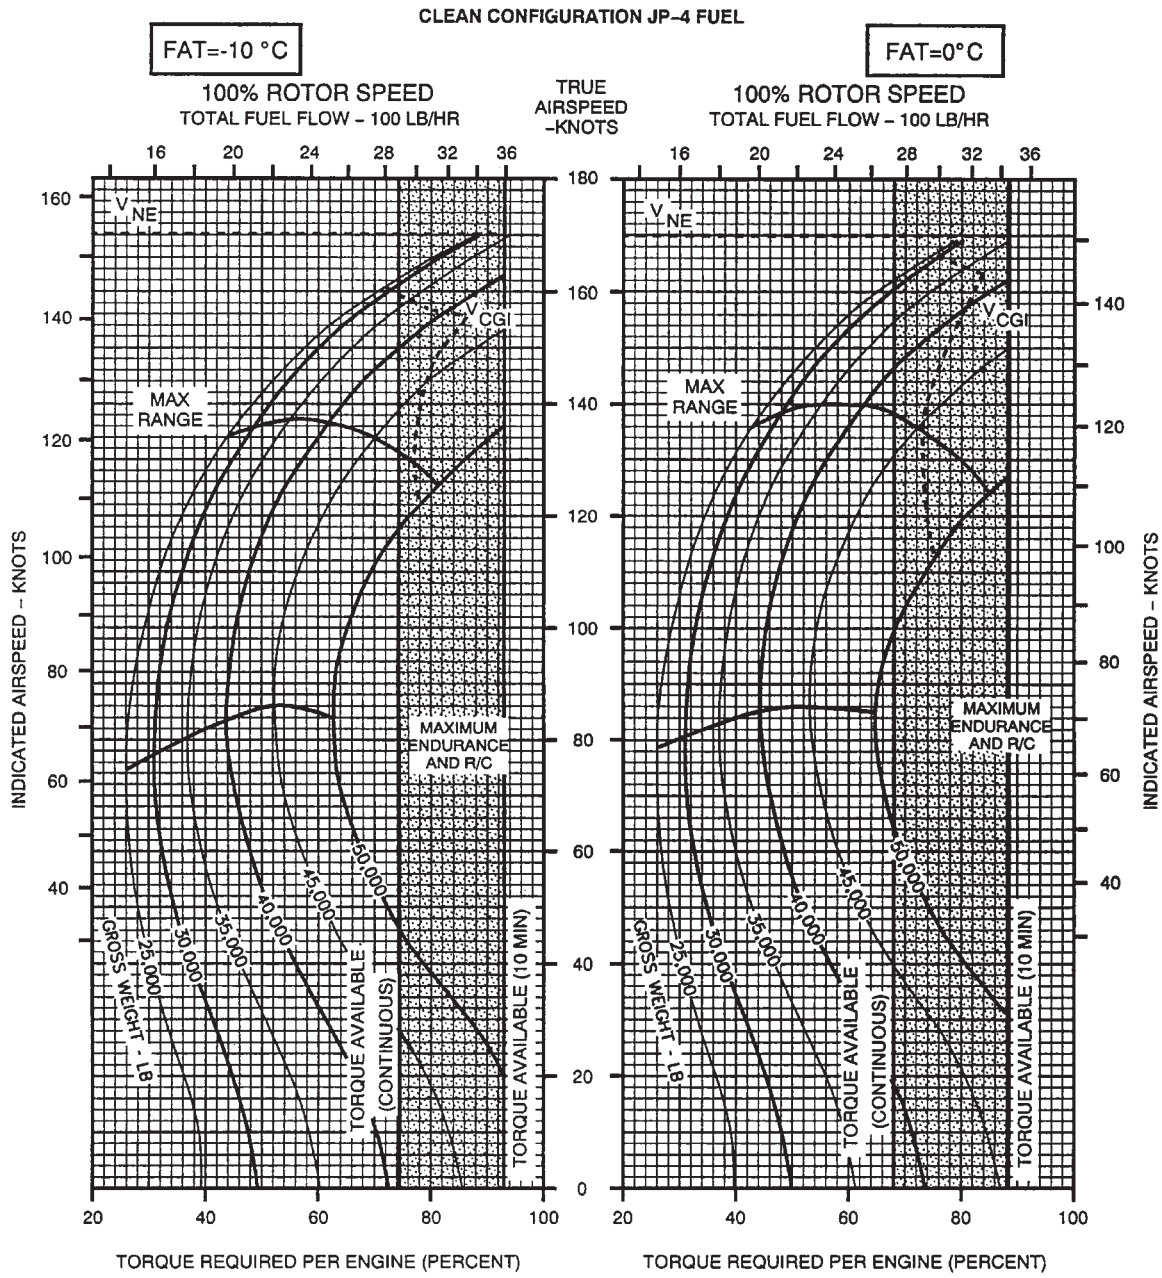 CLEAN CONFIGURATION JP-4 FUEL
FAT=-10 °C
100% ROTOR SPEED
TOTAL FUEL FLOW – 100 LB/HR
16 20 24 28 32 36
TRUE
AIRSPEED
-KNOTS
FAT=0°C
100% ROTOR SPEED
TOTAL FUEL FLOW – 100 LB/HR
16 20 24 28 32 36
INDICATED AIRSPEED – KNOTS
160
140
120
100
80
60
40
V NE
V CGI
MAX
RANGE
MAXIMUM
ENDURANCE
AND R/C
GROSS WEIGHT - LB
25,000
30,000
35,000
40,000
45,000
50,000
TORQUE AVAILABLE
(CONTINUOUS)
TORQUE AVAILABLE (10 MIN)
20 40 60 80 100
TORQUE REQUIRED PER ENGINE (PERCENT)
180
160
140
120
100
80
60
40
20
0
V NE
V CGI
MAX
RANGE
MAXIMUM
ENDURANCE
AND R/C
GROSS WEIGHT - LB
25,000
30,000
35,000
40,000
45,000
50,000
TORQUE AVAILABLE
(CONTINUOUS)
TORQUE AVAILABLE (10 MIN)
20 40 60 80 100
TORQUE REQUIRED PER ENGINE (PERCENT)
140
120
100
80
60
40
INDICATED AIRSPEED – KNOTS